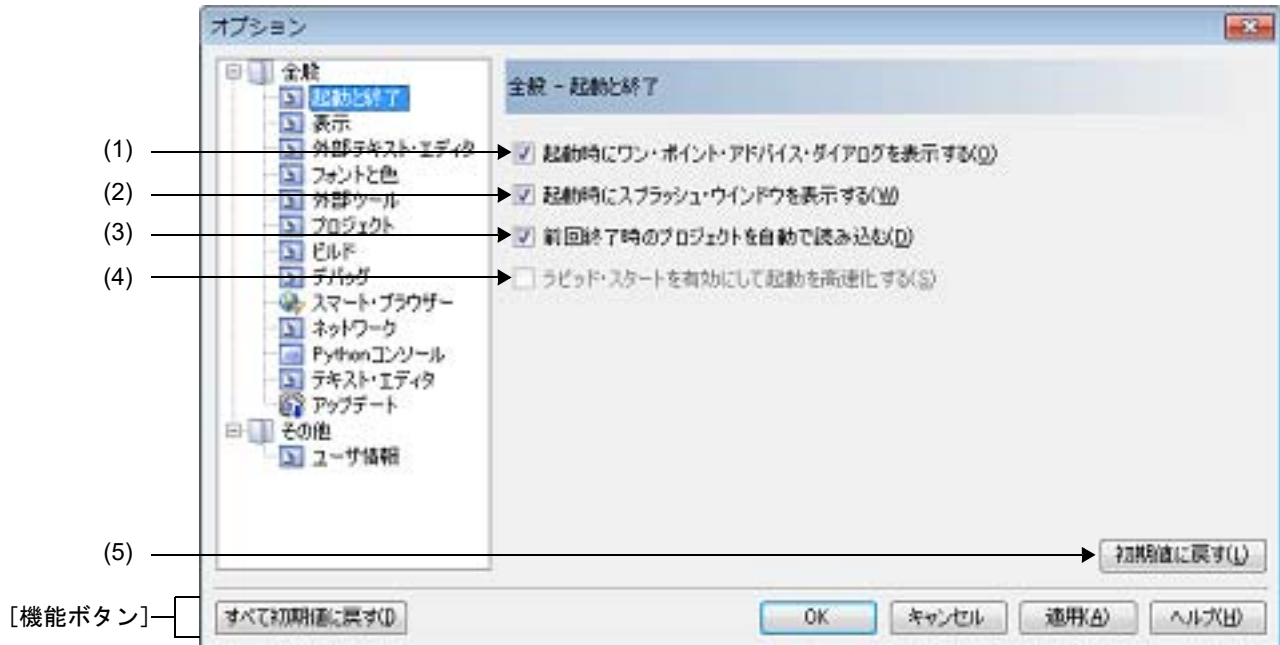 オプション
全般
起動と終了
表示
外部テキスト・エディタ
フォントと色
外部ツール
プロジェクト
ビルド
デバッグ
スマート・ブラウザー
ネットワーク
Pythonコンソール
テキスト・エディタ
アップデート
その他
ユーザ情報
全般 - 起動と終了
(1)
起動時にワン・ポイント・アドバイス・ダイアログを表示する(O)
(2)
起動時にスプラッシュ・ウインドウを表示する(W)
(3)
前回終了時のプロジェクトを自動で読み込む(D)
(4)
ラピッド・スタートを有効にして起動を高速化する(S)
(5)
初期値に戻す(L)
[機能ボタン]
すべて初期値に戻す(I)
OK
キャンセル
適用(A)
ヘルプ(H)